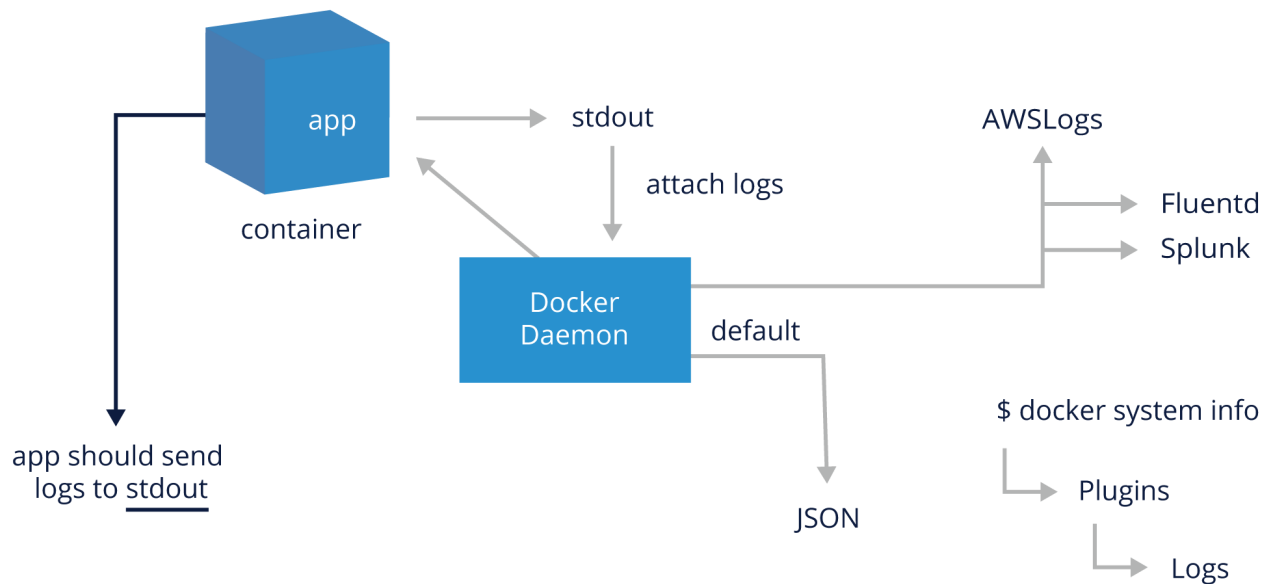 app
stdout
AWSLogs
attach logs
Fluentd
container
Splunk
Docker
Daemon
default
$ docker system info
app should send
logs to stdout
Plugins
JSON
Logs